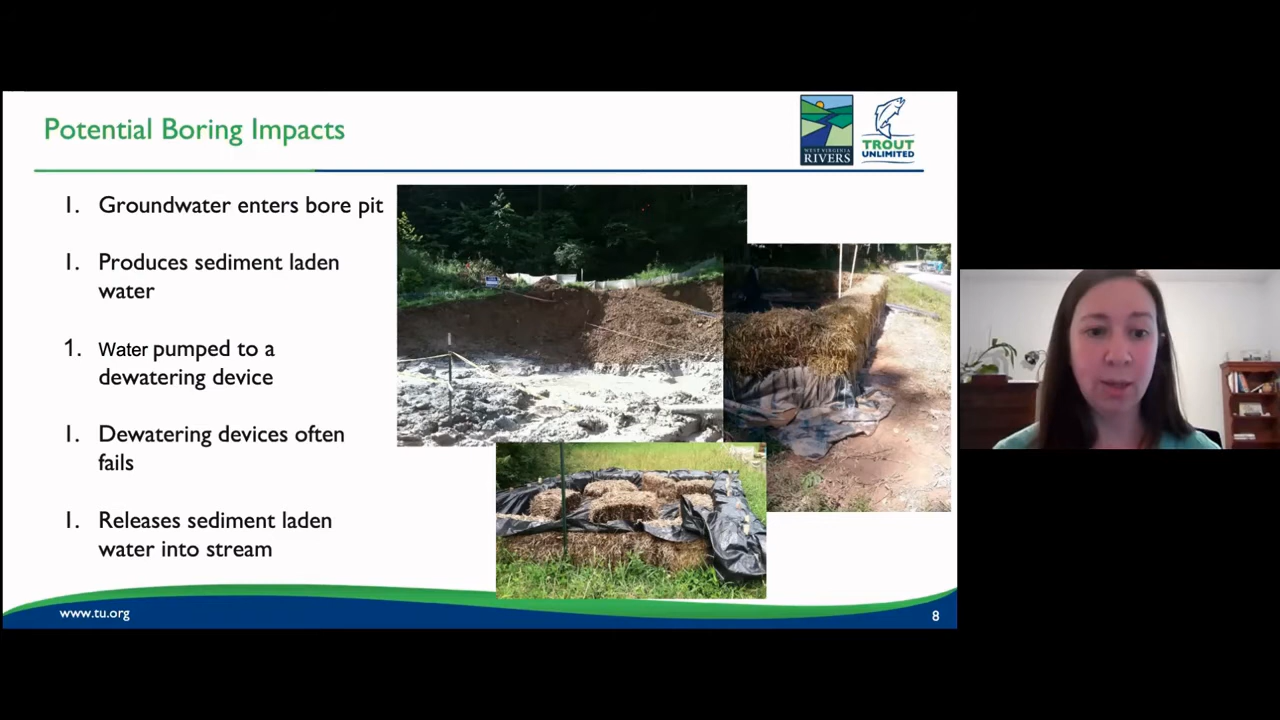 Potential Boring Impacts
WEST VIRGINIA
RIVERS
TROUT
UNLIMITED
1. Groundwater enters bore pit
1. Produces sediment laden
water
1. Water pumped to a
dewatering device
1. Dewatering devices often
fails
1. Releases sediment laden
water into stream
www.tu.org
8